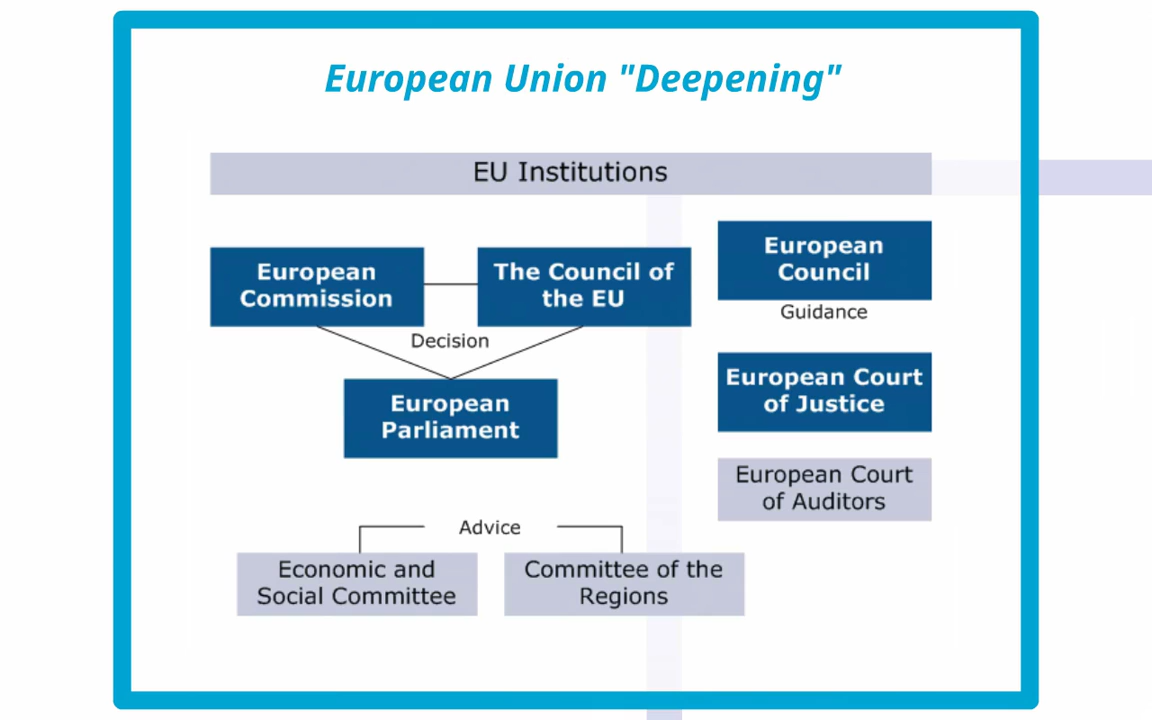 European Union "Deepening"
EU Institutions
European
Commission
The Council of
the EU
Decision
European
Parliament
European
Council
Guidance
European Court
of Justice
European Court
of Auditors
Advice
Economic and
Social Committee
Committee of the
Regions